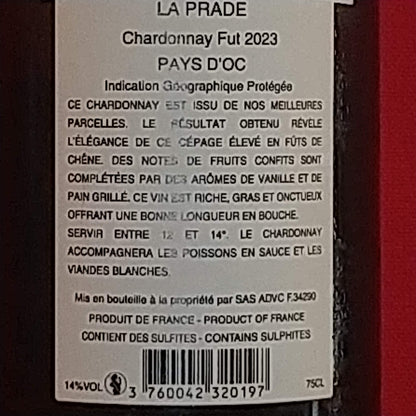 LA PRADE
Chardonnay Fut 2023
PAYS D'OC
Indication Géographique Protégée
CE CHARDONNAY EST ISSU DE NOS MEILLEURES
PARCELLES. LE RÉSULTAT OBTENU RÉVÈLE
L'ÉLÉGANCE DE CE CÉPAGE ÉLEVÉ EN FÛTS DE
CHÊNE. DES NOTES DE FRUITS CONFITS SONT
COMPLÉTÉES PAR DES ARÔMES DE VANILLE ET DE
PAIN GRILLÉ. CE VIN EST RICHE, GRAS ET ONCTUEUX
OFFRANT UNE BONNE LONGUEUR EN BOUCHE.
SERVIR ENTRE 12 ET 14°. LE CHARDONNAY
ACCOMPAGNERA LES POISSONS EN SAUCE ET LES
VIANDES BLANCHES.
Mis en bouteille à la propriété par SAS ADVC F.34290
PRODUIT DE FRANCE - PRODUCT OF FRANCE
CONTIENT DES SULFITES - CONTAINS SULPHITES
14%VOL
3 760042 320197
75CL